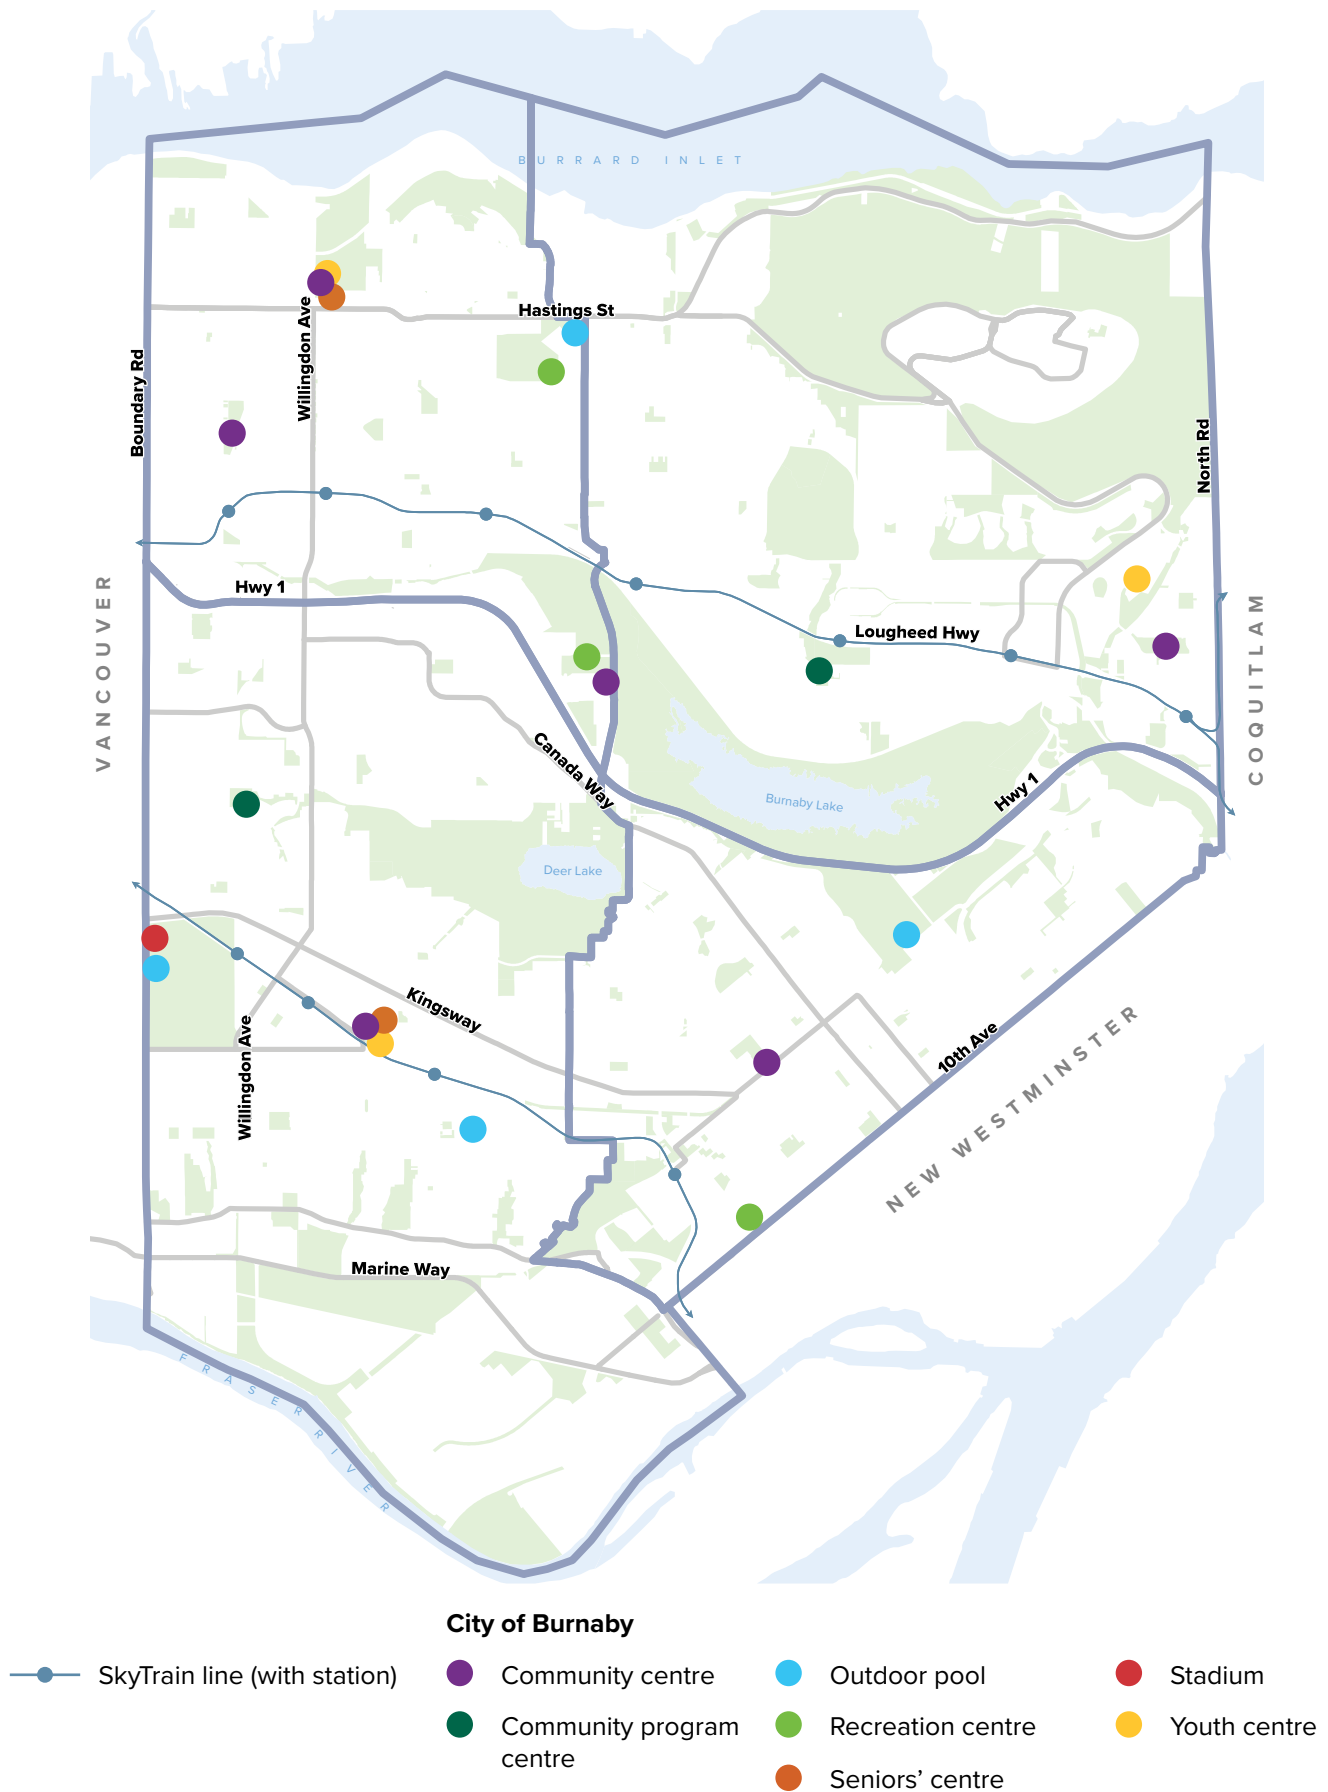 BURRARD INLET
Hastings St
Willingdon Ave
Boundary Rd
North Rd
Hwy 1
VANCOUVER
Lougheed Hwy
COQUITLAM
Canada Way
Burnaby Lake
Hwy 1
Deer Lake
Kingsway
Willingdon Ave
10th Ave
NEW WESTMINSTER
Marine Way
FRASER RIVER
City of Burnaby
SkyTrain line (with station)
Community centre
Community program
centre
Outdoor pool
Recreation centre
Seniors’ centre
Stadium
Youth centre